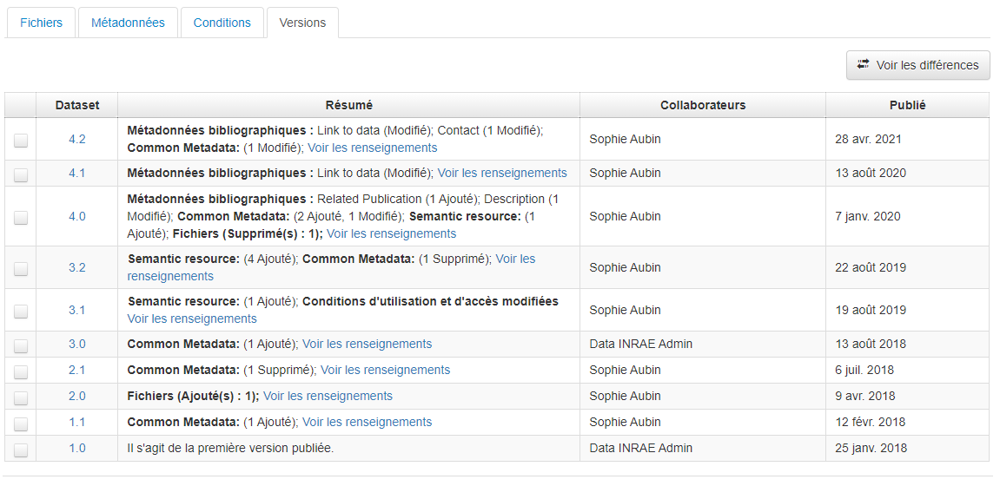 Fichiers Métadonnées Conditions Versions
Voir les différences
Dataset Résumé Collaborateurs Publié
4.2 Métadonnées bibliographiques : Link to data (Modifié); Contact (1 Modifié); Sophie Aubin 28 avr. 2021
Common Metadata: (1 Modifié); Voir les renseignements
4.1 Métadonnées bibliographiques : Link to data (Modifié); Voir les renseignements Sophie Aubin 13 août 2020
4.0 Métadonnées bibliographiques : Related Publication (1 Ajouté); Description (1 Sophie Aubin 7 janv. 2020
Modifié); Common Metadata: (2 Ajouté, 1 Modifié); Semantic resource: (1
Ajouté); Fichiers (Supprimé(s) : 1); Voir les renseignements
3.2 Semantic resource: (4 Ajouté); Common Metadata: (1 Supprimé); Voir les Sophie Aubin 22 août 2019
renseignements
3.1 Semantic resource: (1 Ajouté); Conditions d'utilisation et d'accès modifiées Sophie Aubin 19 août 2019
Voir les renseignements
3.0 Common Metadata: (1 Ajouté); Voir les renseignements Data INRAE Admin 13 août 2018
2.1 Common Metadata: (1 Supprimé); Voir les renseignements Sophie Aubin 6 juil. 2018
2.0 Fichiers (Ajouté(s) : 1); Voir les renseignements Sophie Aubin 9 avr. 2018
1.1 Common Metadata: (1 Ajouté); Voir les renseignements Sophie Aubin 12 févr. 2018
1.0 Il s'agit de la première version publiée. Data INRAE Admin 25 janv. 2018